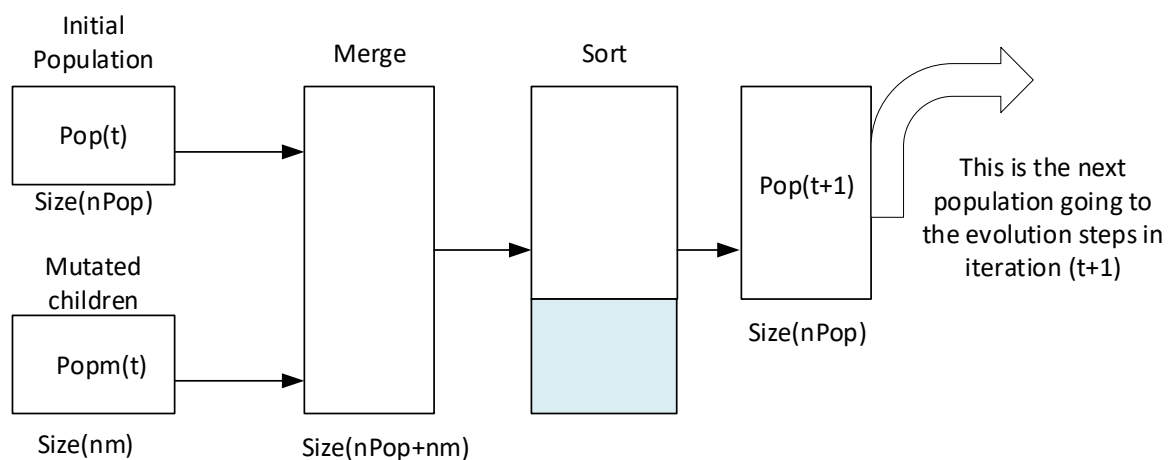 Initial
Population
Pop(t)
Size(nPop)
Mutated
children
Popm(t)
Size(nm)
Merge
Size(nPop+nm)
Sort
Pop(t+1)
Size(nPop)
This is the next
population going to
the evolution steps in
iteration (t+1)